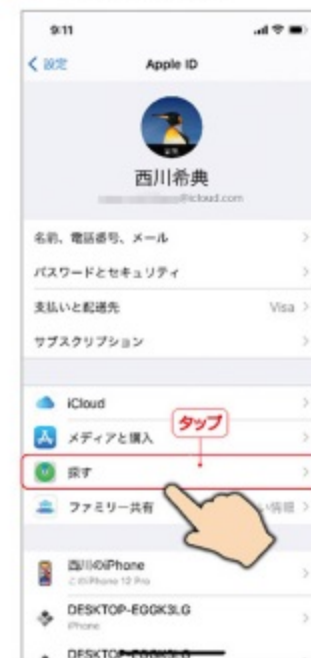 9:11
設定
Apple ID
西川希典
@icloud.com
名前、電話番号、メール
パスワードとセキュリティ
支払いと配送先 Visa
サブスクリプション
iCloud
タップ
メディアと購入
探す
ファミリー共有 い情報
西川のiPhone
このiPhone 12 Pro
DESKTOP-EGGK3LG
iPhone